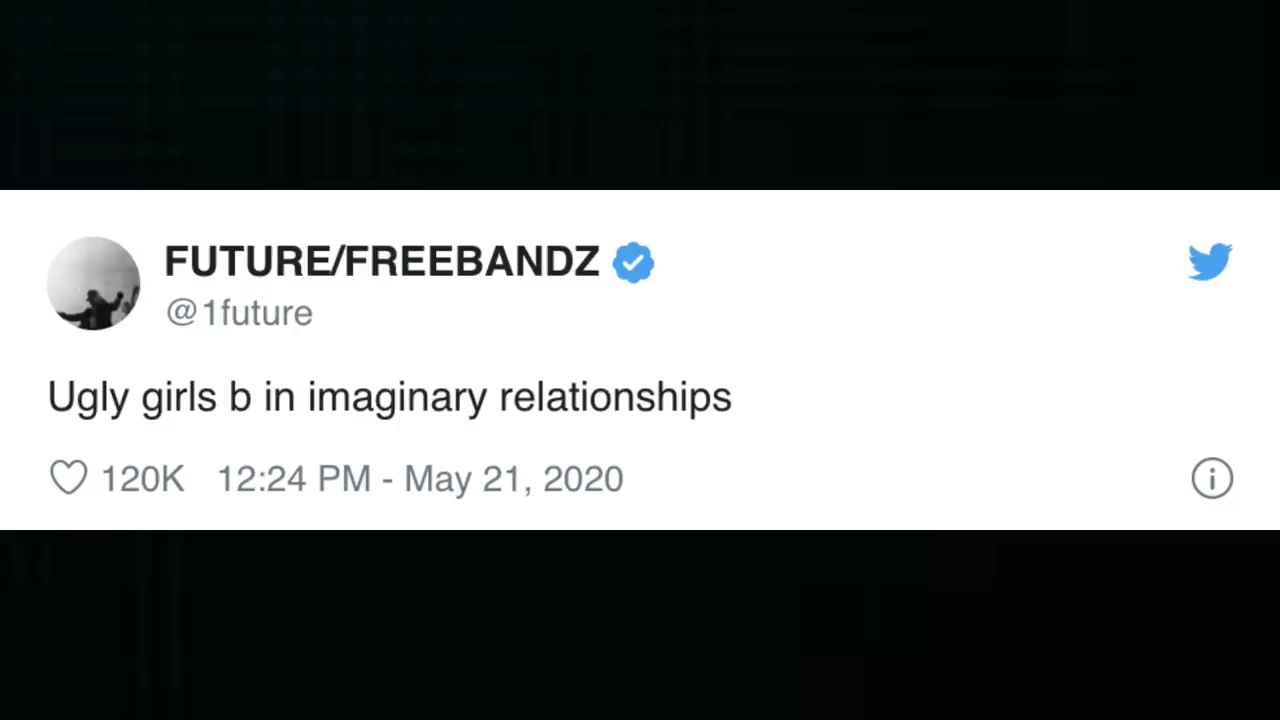 FUTURE/FREEBANDZ
@1future
Ugly girls b in imaginary relationships
120K 12:24 PM - May 21, 2020